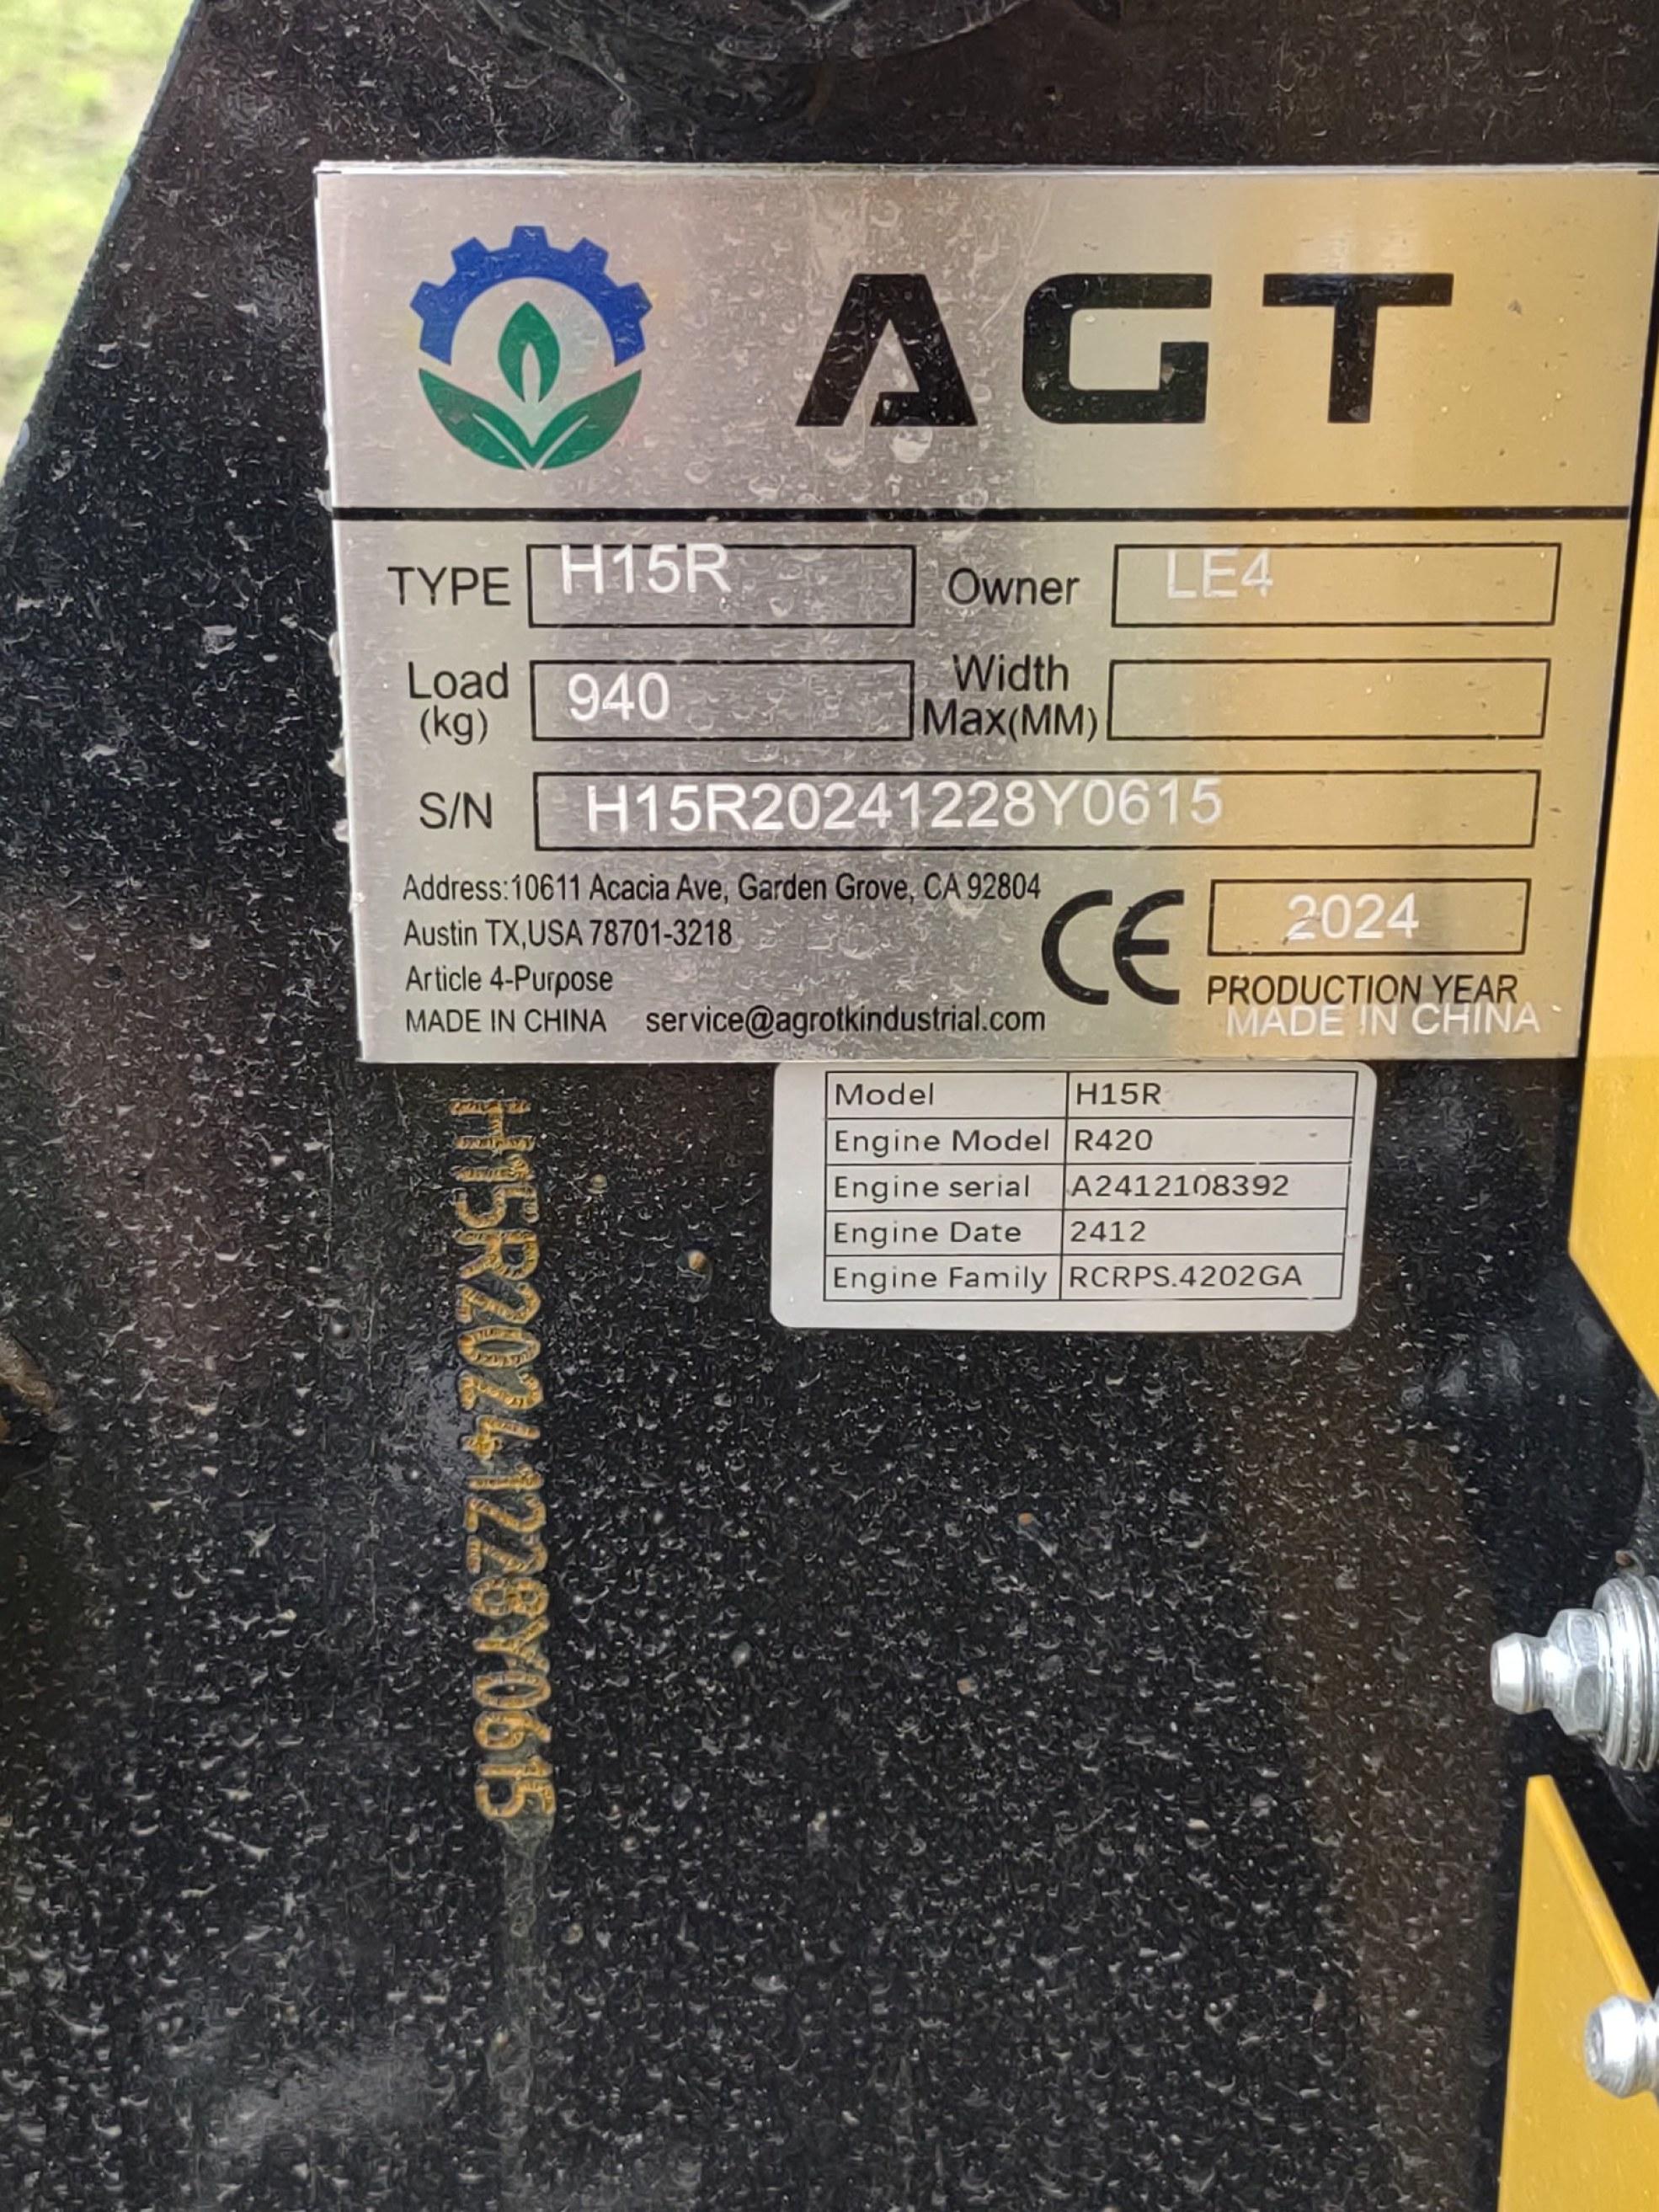 AGT
TYPE H15R Owner LE4
Load (kg) 940 Width Max(MM)
S/N H15R20241228Y0615
Address:10611 Acacia Ave, Garden Grove, CA 92804
Austin TX,USA 78701-3218
Article 4-Purpose
MADE IN CHINA service@agrotkindustrial.com
CE
2024
PRODUCTION YEAR
MADE IN CHINA
Model H15R
Engine Model R420
Engine serial A2412108392
Engine Date 2412
Engine Family RCRPS.4202GA
H15R20241228Y0615